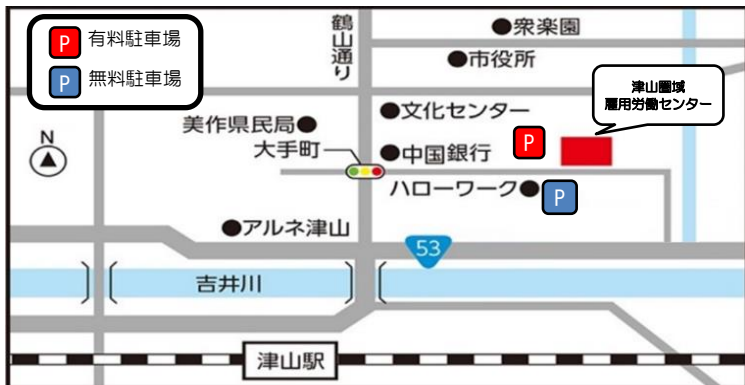 P 有料駐車場
P 無料駐車場
鶴山通り
●衆楽園
●市役所
津山圏域
雇用労働センター
●文化センター
美作県民局●
大手町
●中国銀行
P
N
ハローワーク●
P
●アルネ津山
53
吉井川
津山駅